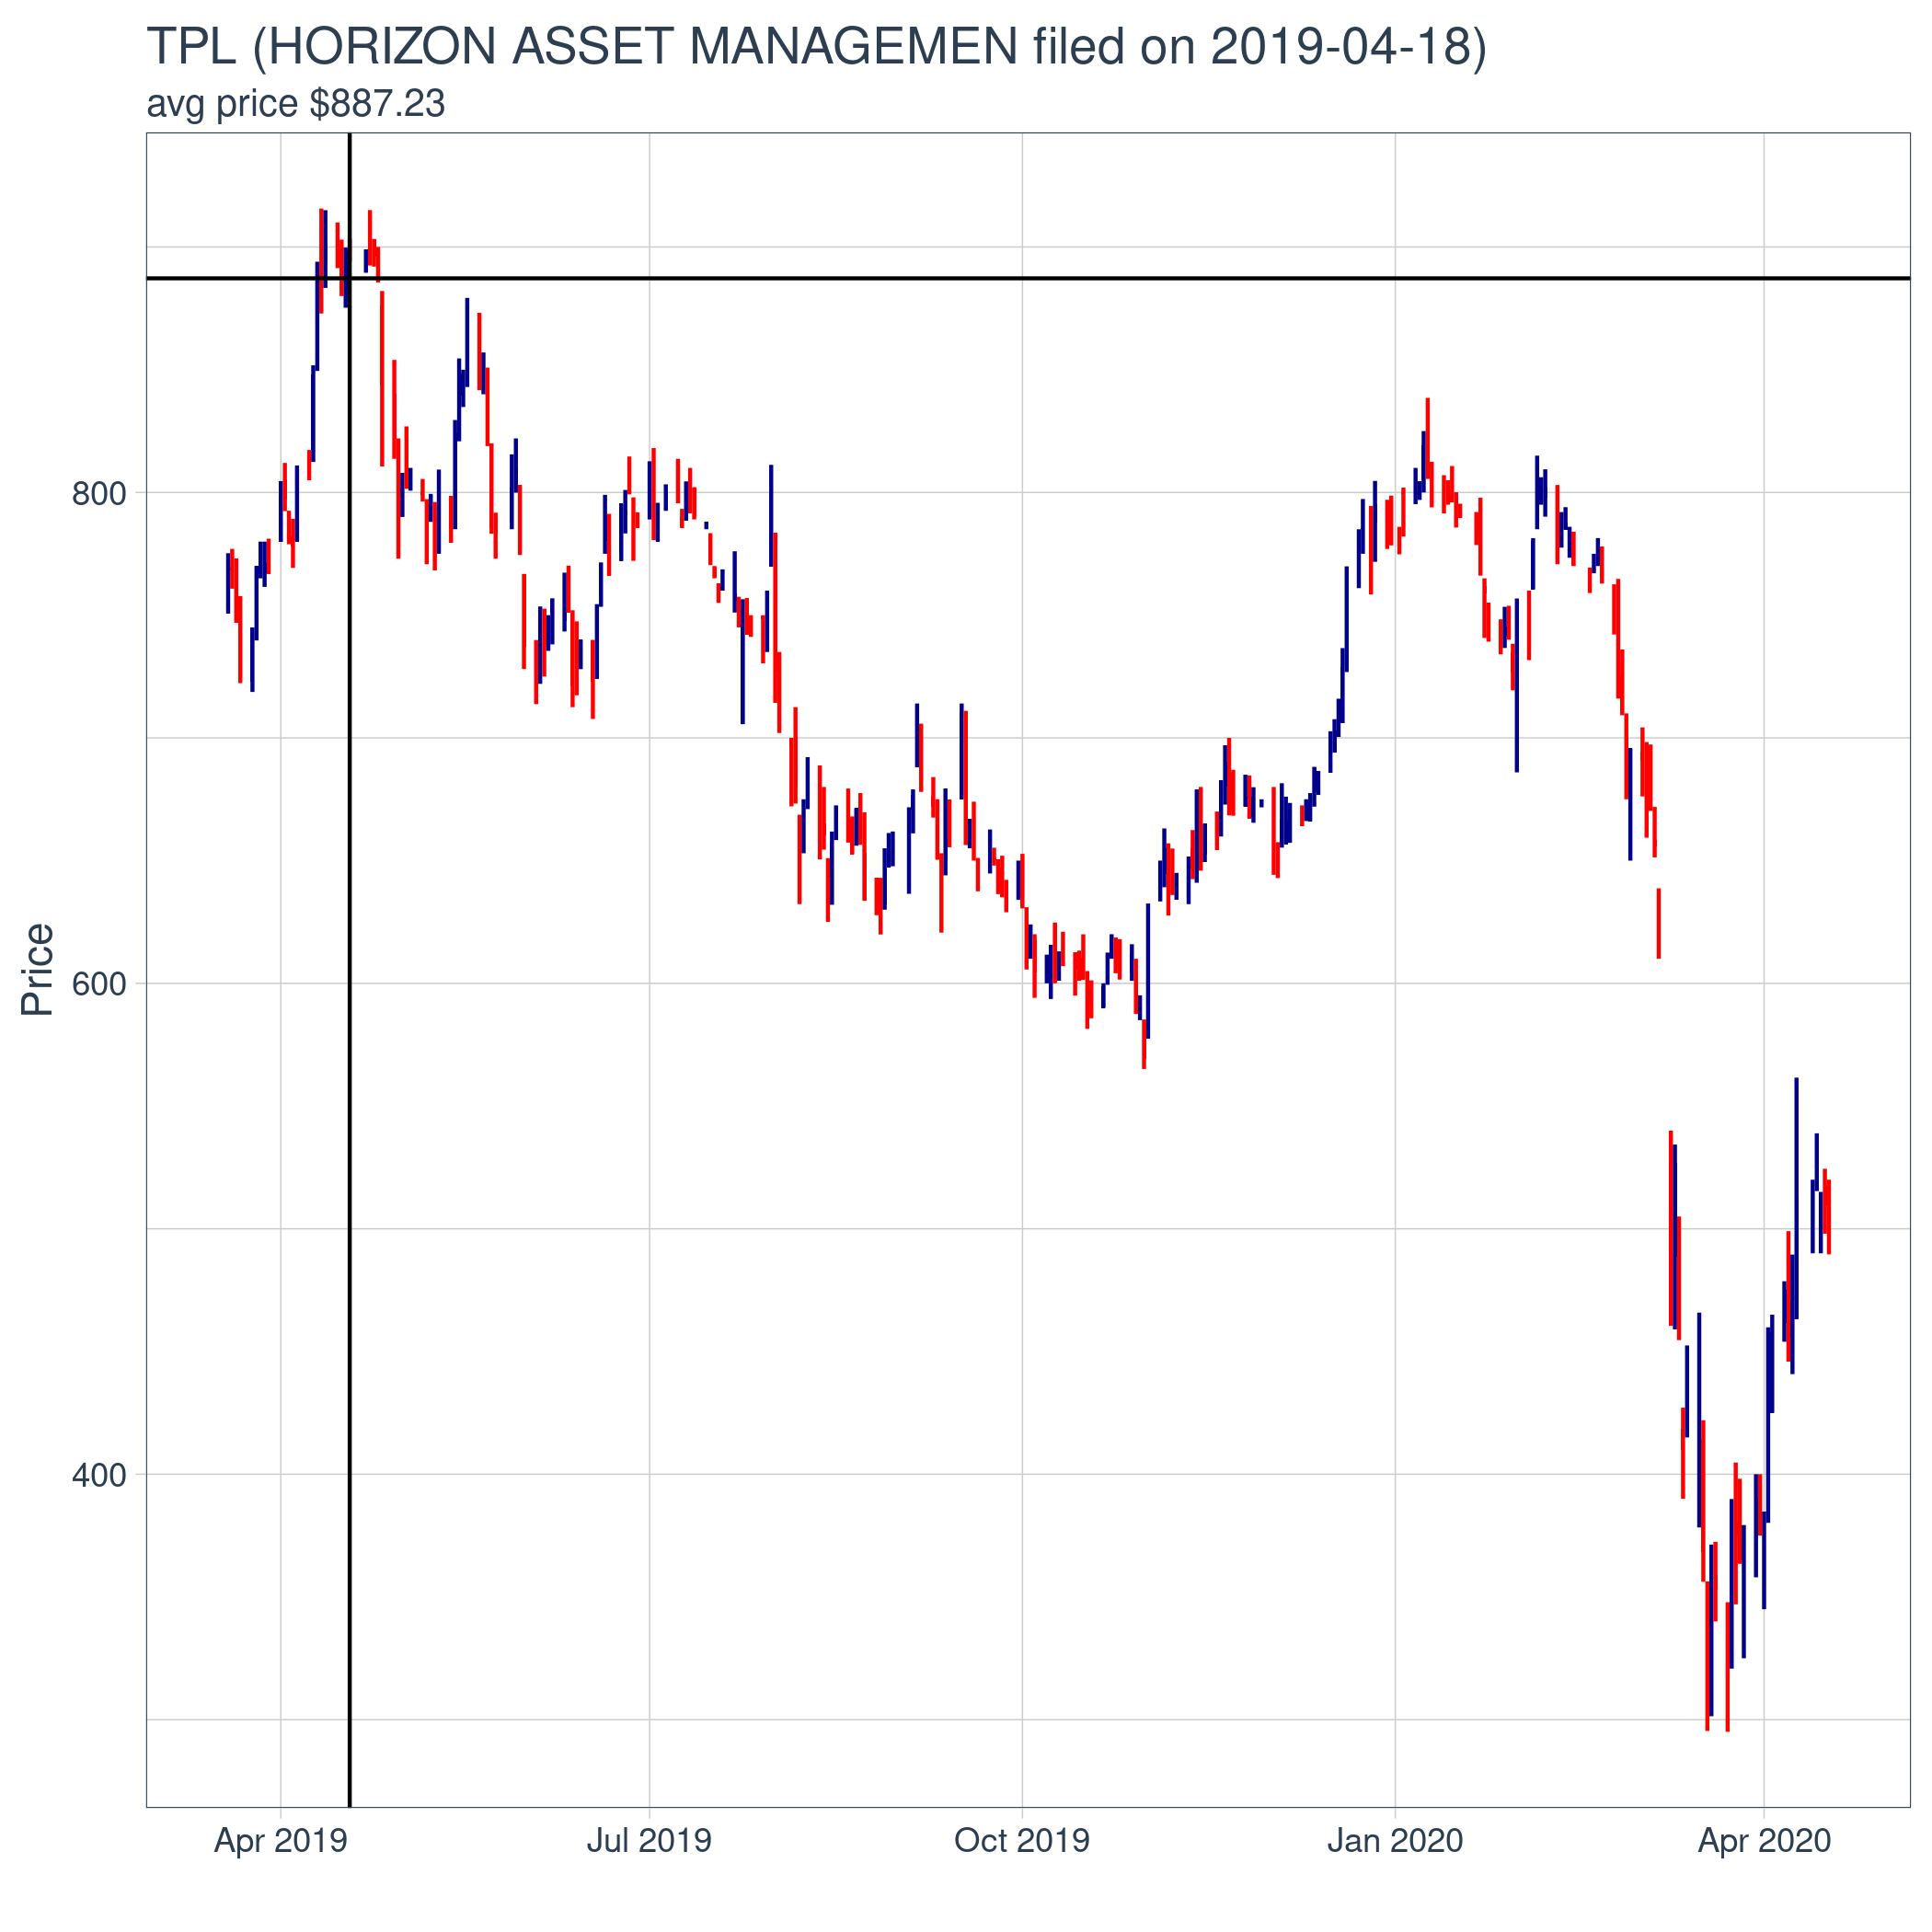 TPL (HORIZON ASSET MANAGEMEN filed on 2019-04-18)
avg price $887.23
Price
800
600
400
Apr 2019
Jul 2019
Oct 2019
Jan 2020
Apr 2020